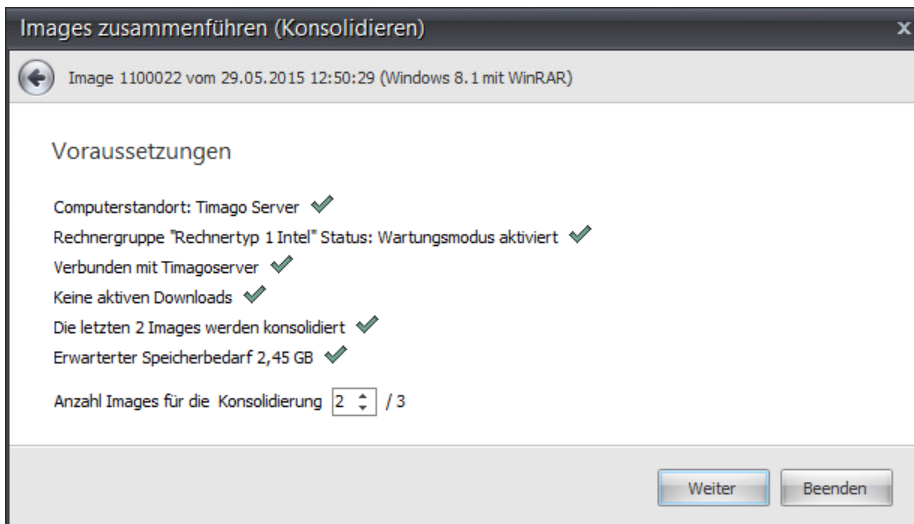 Images zusammenführen (Konsolidieren) x
Image 1100022 vom 29.05.2015 12:50:29 (Windows 8.1 mit WinRAR)
Voraussetzungen
Computerstandort: Timago Server
Rechnergruppe "Rechnertyp 1 Intel" Status: Wartungsmodus aktiviert
Verbunden mit Timagoserver
Keine aktiven Downloads
Die letzten 2 Images werden konsolidiert
Erwarterter Speicherbedarf 2,45 GB
Anzahl Images für die Konsolidierung 2 / 3
Weiter Beenden